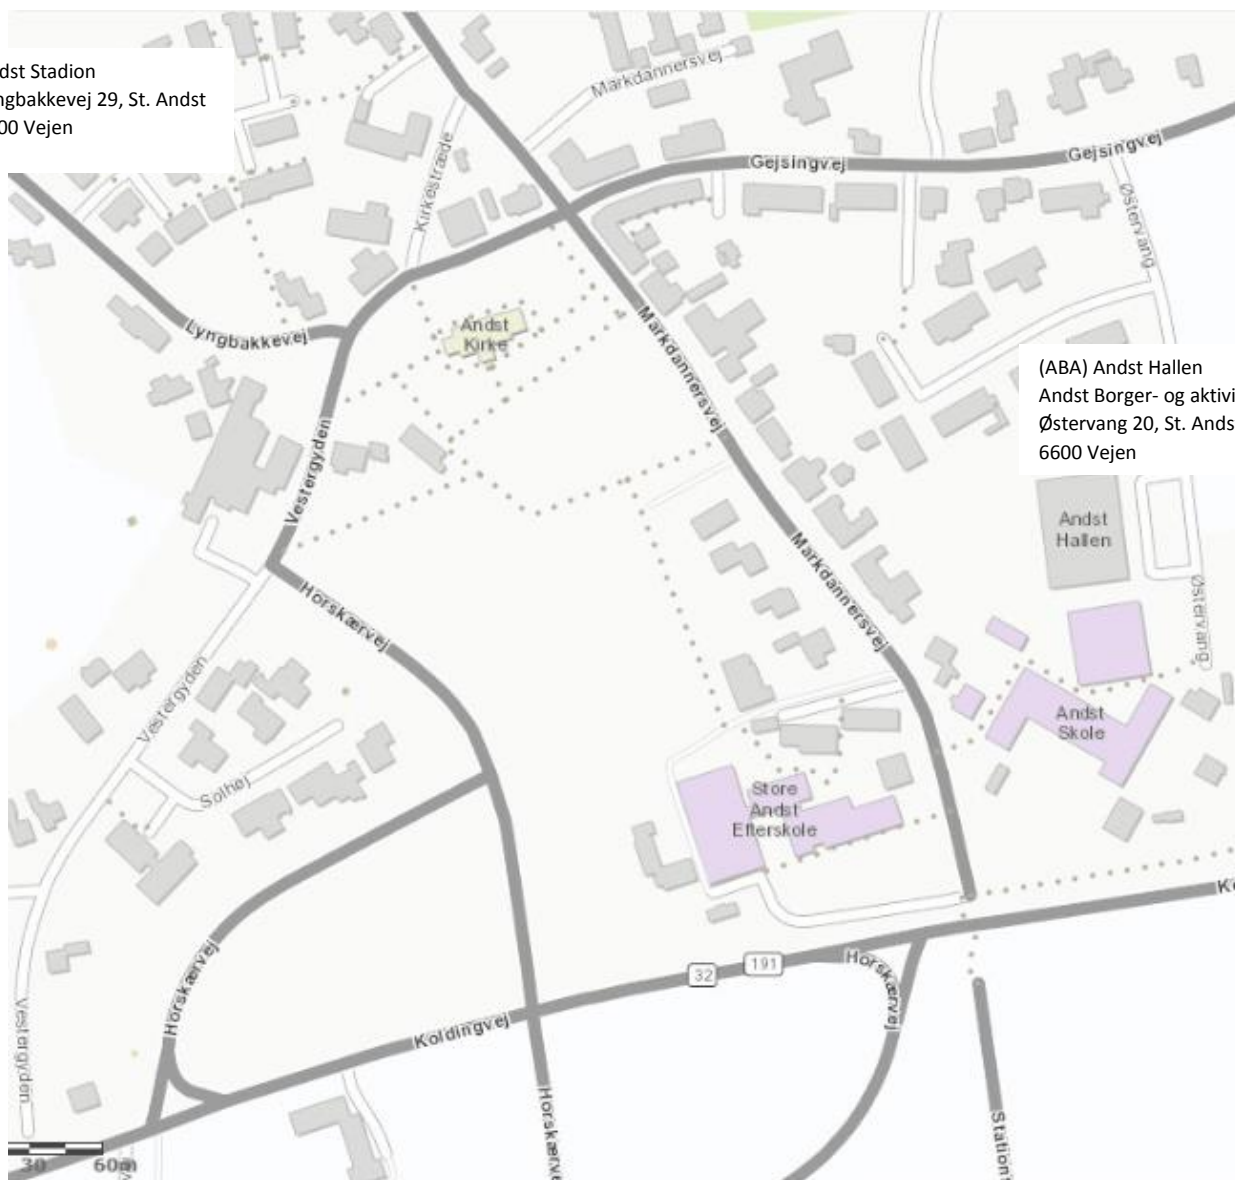 dst Stadion
ngbakkevej 29, St. Andst
00 Vejen
Markdannersvej
Kirkestræde
Gejsingvej
Gejsingvej
Østervang
Lyngbakkevej
Andst
Kirke
Markdannersvej
(ABA) Andst Hallen
Andst Borger- og aktivi
Østervang 20, St. Ands
6600 Vejen
Vestergyden
Andst
Hallen
Markdannersvej
Horskærvej
Østervang
Vestergyden
Andst
Skole
Solhøj
Store
Andst
Efterskole
Ko
Horskærvej
32
191
Horskærvej
Koldingvej
Vestergyden
Horskærve
Station
30
60m